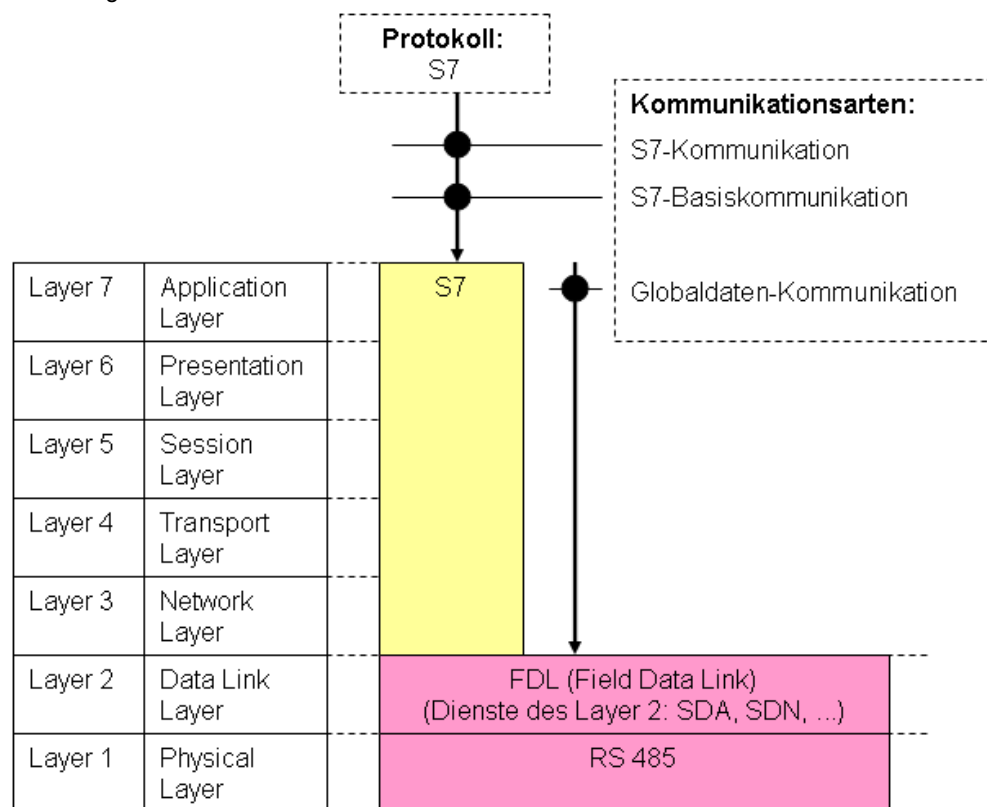 Protokoll:
S7
Kommunikationsarten:
S7-Kommunikation
S7-Basiskommunikation
Globaldaten-Kommunikation
Layer 7
Application
Layer
S7
Layer 6
Presentation
Layer
Layer 5
Session
Layer
Layer 4
Transport
Layer
Layer 3
Network
Layer
Layer 2
Data Link
Layer
FDL (Field Data Link)
(Dienste des Layer 2: SDA, SDN, ...)
Layer 1
Physical
Layer
RS 485